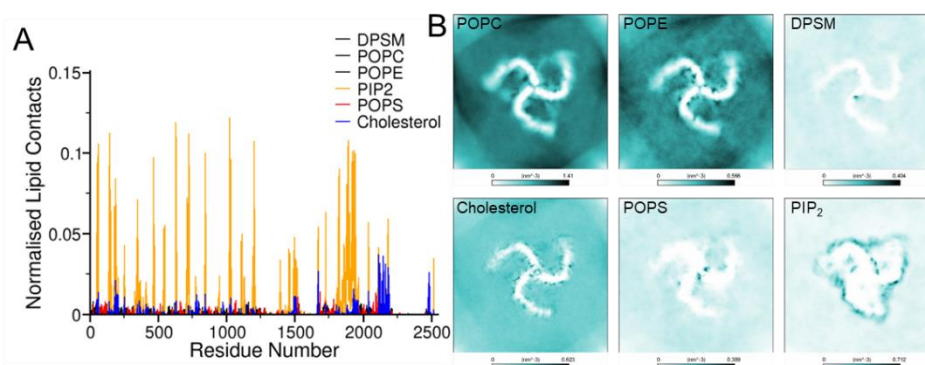 A
DPSM
POPC
POPE
PIP2
POPS
Cholesterol
0.15
0.1
0.05
0
Normalised Lipid Contacts
0 500 1000 1500 2000 2500
Residue Number
B
POPC POPE DPSM
0 (nm^-3) 1.41 0 (nm^-3) 0.595 0 (nm^-3) 0.404
Cholesterol POPS PIP₂
0 (nm^-3) 0.623 0 (nm^-3) 0 (nm^-3) 0.712